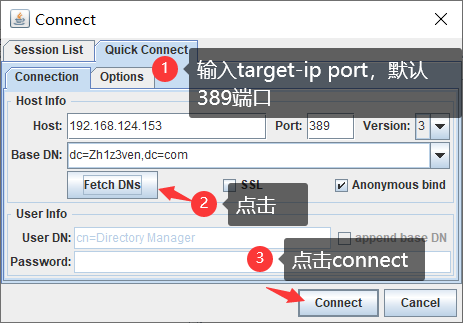 Connect
Session List Quick Connect
Connection Options
1 输入target-ip port，默认
389端口
Host Info
Host: 192.168.124.153 Port: 389 Version: 3
Base DN: dc=Zh1z3ven,dc=com
Fetch DNs SSL Anonymous bind
2 点击
User Info
User DN: cn=Directory Manager append base DN
3 点击connect
Password:
Connect Cancel